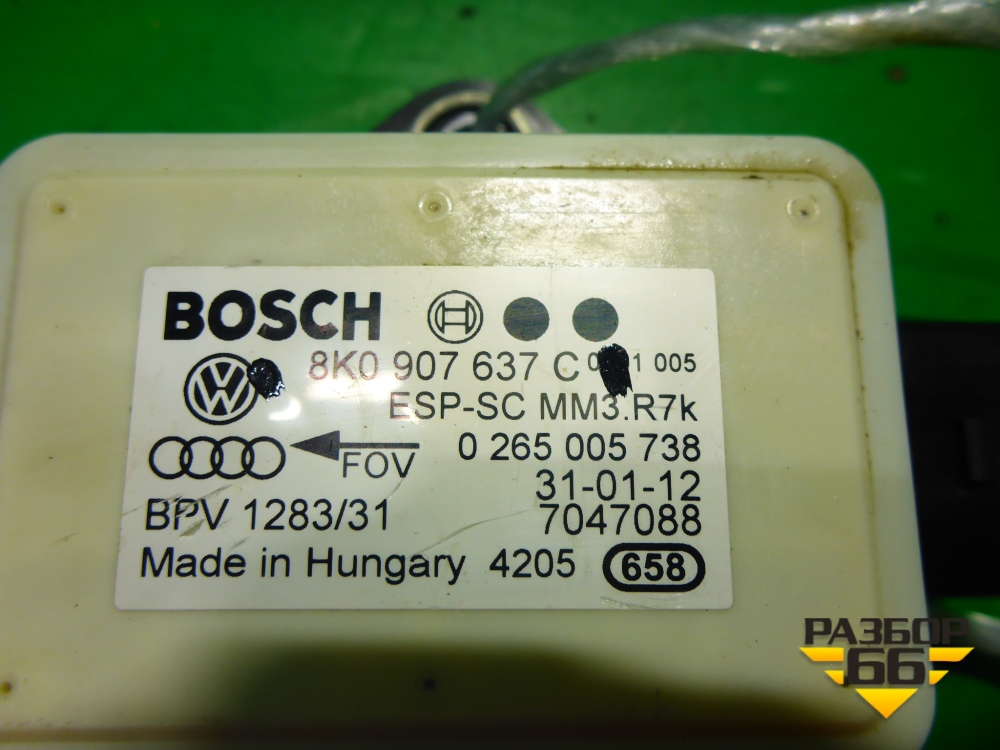 BOSCH
8K0 907 637 C 1 005
ESP-SC MM3.R7k
0 265 005 738
FOV
31-01-12
BPV 1283/31
7047088
Made in Hungary 4205 658
РАЗБОР
66